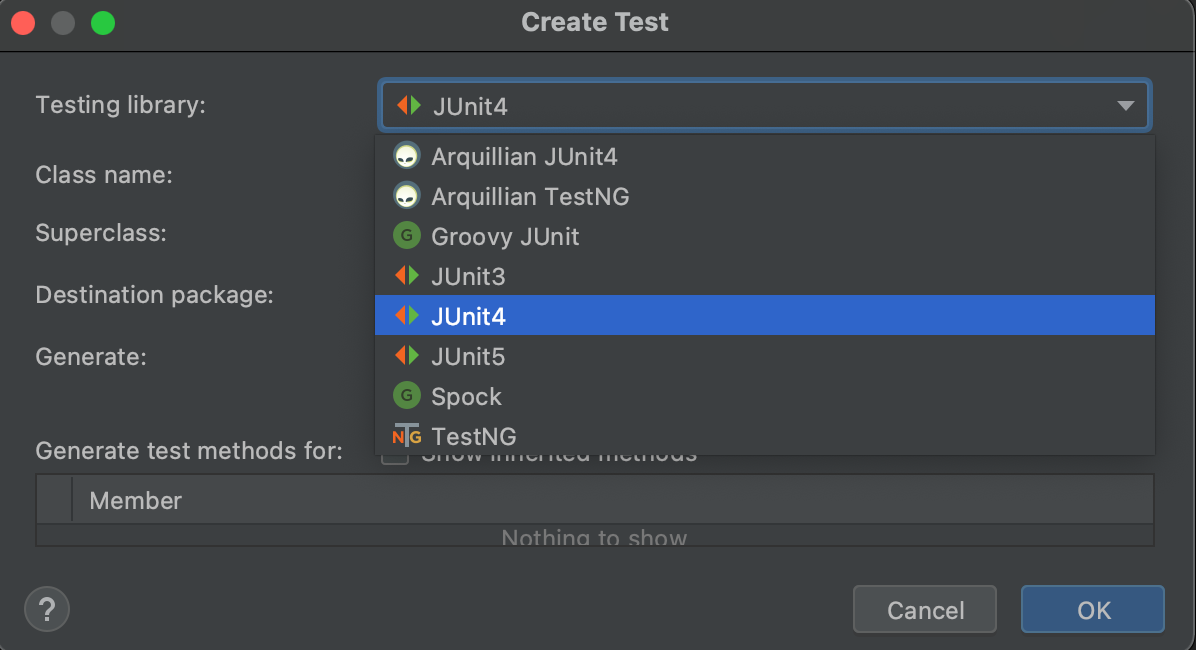 Create Test
Testing library:
JUnit4
Arquillian JUnit4
Arquillian TestNG
Groovy JUnit
JUnit3
JUnit4
JUnit5
Spock
TestNG
Class name:
Superclass:
Destination package:
Generate:
Generate test methods for:
Show inherited methods
Member
Nothing to show
?
Cancel
OK